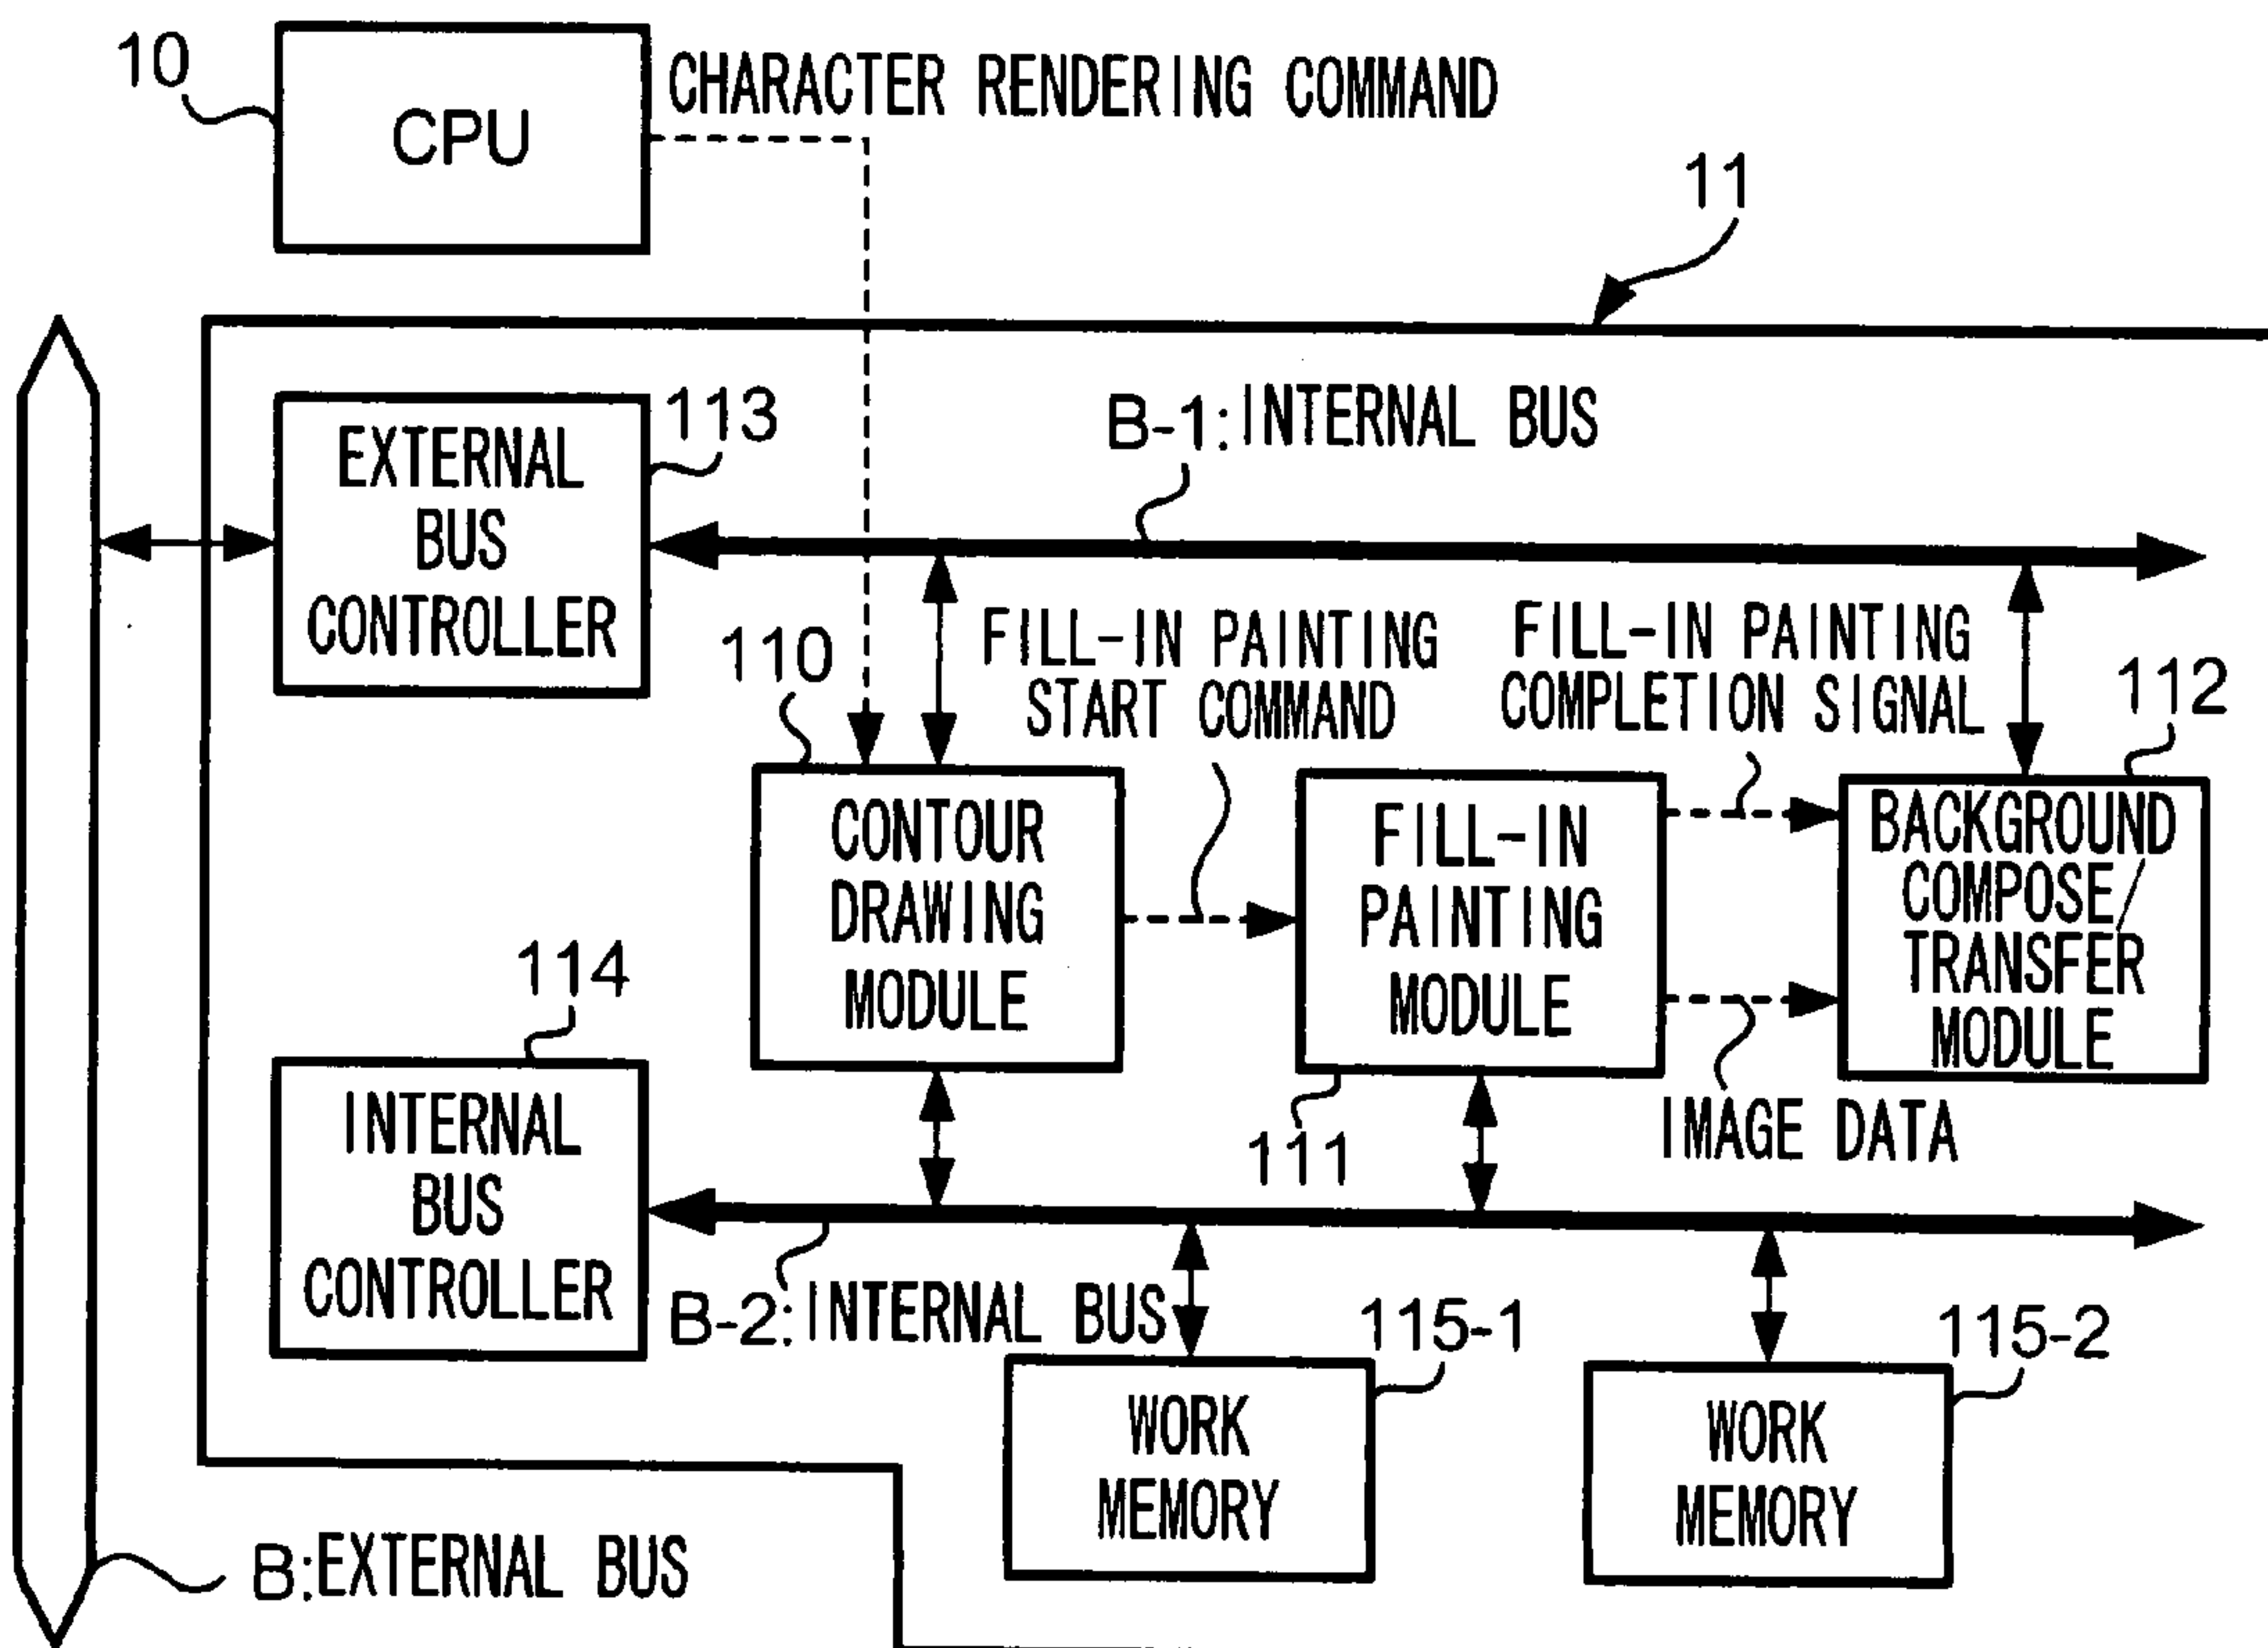 10
CPU
CHARACTER RENDERING COMMAND
11
EXTERNAL
BUS
CONTROLLER
113
B-1:INTERNAL BUS
110
FILL-IN PAINTING
START COMMAND
FILL-IN PAINTING
COMPLETION SIGNAL
112
CONTOUR
DRAWING
MODULE
FILL-IN
PAINTING
MODULE
BACKGROUND
COMPOSE/
TRANSFER
MODULE
114
INTERNAL
BUS
CONTROLLER
111
IMAGE DATA
B-2:INTERNAL BUS
115-1
WORK
MEMORY
115-2
WORK
MEMORY
B:EXTERNAL BUS